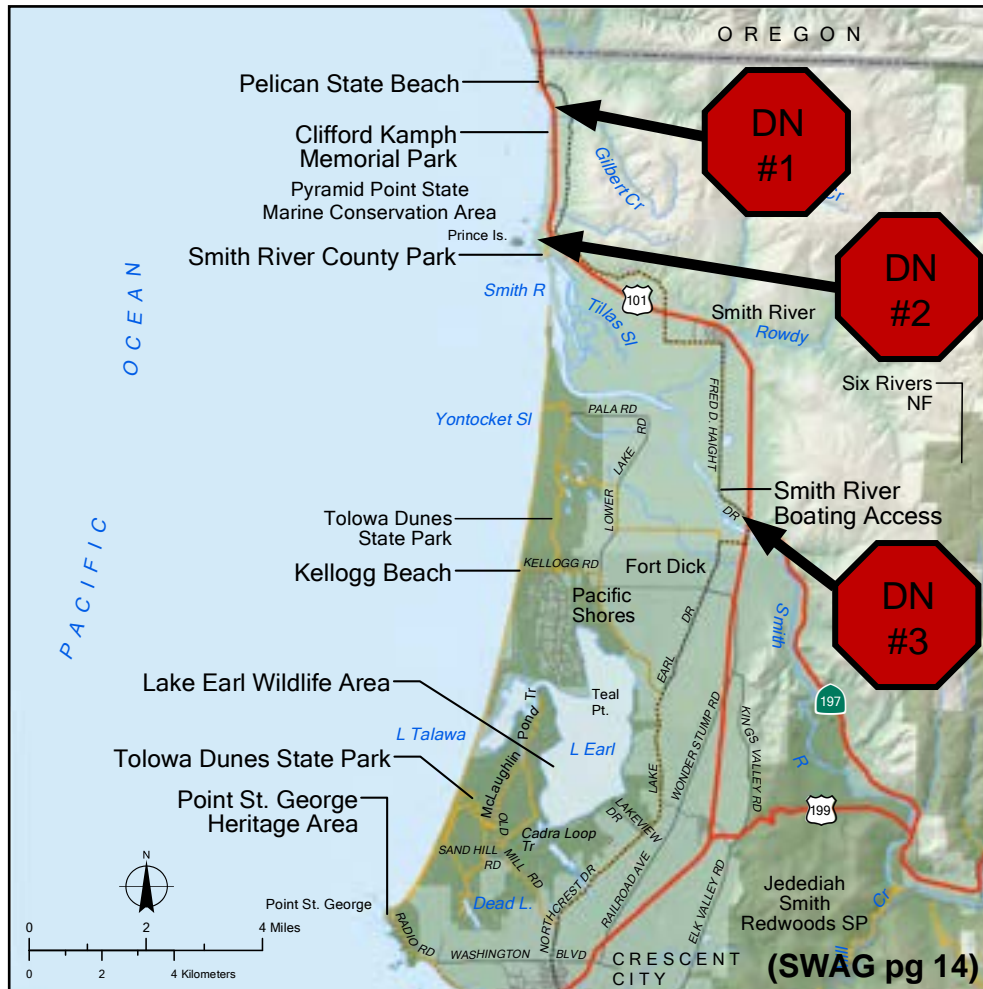 OREGON
Pelican State Beach
DN
#1
Clifford Kamph
Memorial Park
Gilbert Cr
Cr
Pyramid Point State
Marine Conservation Area
Prince Is.
Smith River County Park
DN
#2
Smith R
101
Tillas Sl
Smith River
Rowdy
OCEAN
PACIFIC
Six Rivers
NF
Yontocket Sl
PALA RD
LOWER LAKE RD
FRED D. HAIGHT DR
Smith River
Boating Access
Tolowa Dunes
State Park
KELLOGG RD
Kellogg Beach
Fort Dick
Pacific
Shores
DN
#3
Smith R
197
Lake Earl Wildlife Area
Teal
Pt.
L Talawa
L Earl
McLaughlin Pond Tr
LAKE EARL DR
WONDER STUMP RD
KINGS VALLEY RD
Tolowa Dunes State Park
199
Point St. George
Heritage Area
OLD MILL RD
Cadra Loop
Tr
LAKEVIEW
DR
SAND HILL
RD
N
Dead L.
NORTHCREST DR
RAILROAD AVE
ELK VALLEY RD
Jedediah
Smith
Redwoods SP
Cr
Mill
Point St. George
RADIO RD
WASHINGTON BLVD
CRESCENT
CITY
0 2 4 Miles
0 2 4 Kilometers
(SWAG pg 14)